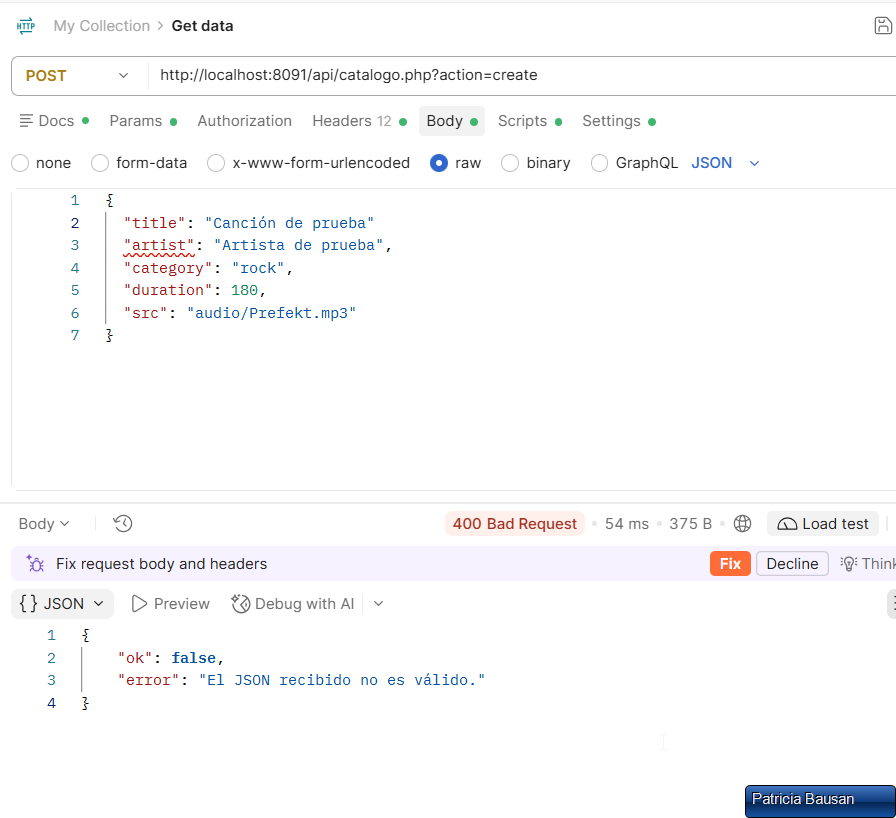 HTTP My Collection > Get data
POST http://localhost:8091/api/catalogo.php?action=create
Docs Params Authorization Headers 12 Body Scripts Settings
none form-data x-www-form-urlencoded raw binary GraphQL JSON
1 {
2 "title": "Canción de prueba"
3 "artist": "Artista de prueba",
4 "category": "rock",
5 "duration": 180,
6 "src": "audio/Prefekt.mp3"
7 }
Body 400 Bad Request • 54 ms • 375 B • Load test
Fix request body and headers Fix Decline Think
{} JSON Preview Debug with AI
1 {
2 "ok": false,
3 "error": "El JSON recibido no es válido."
4 }
Patricia Bausan